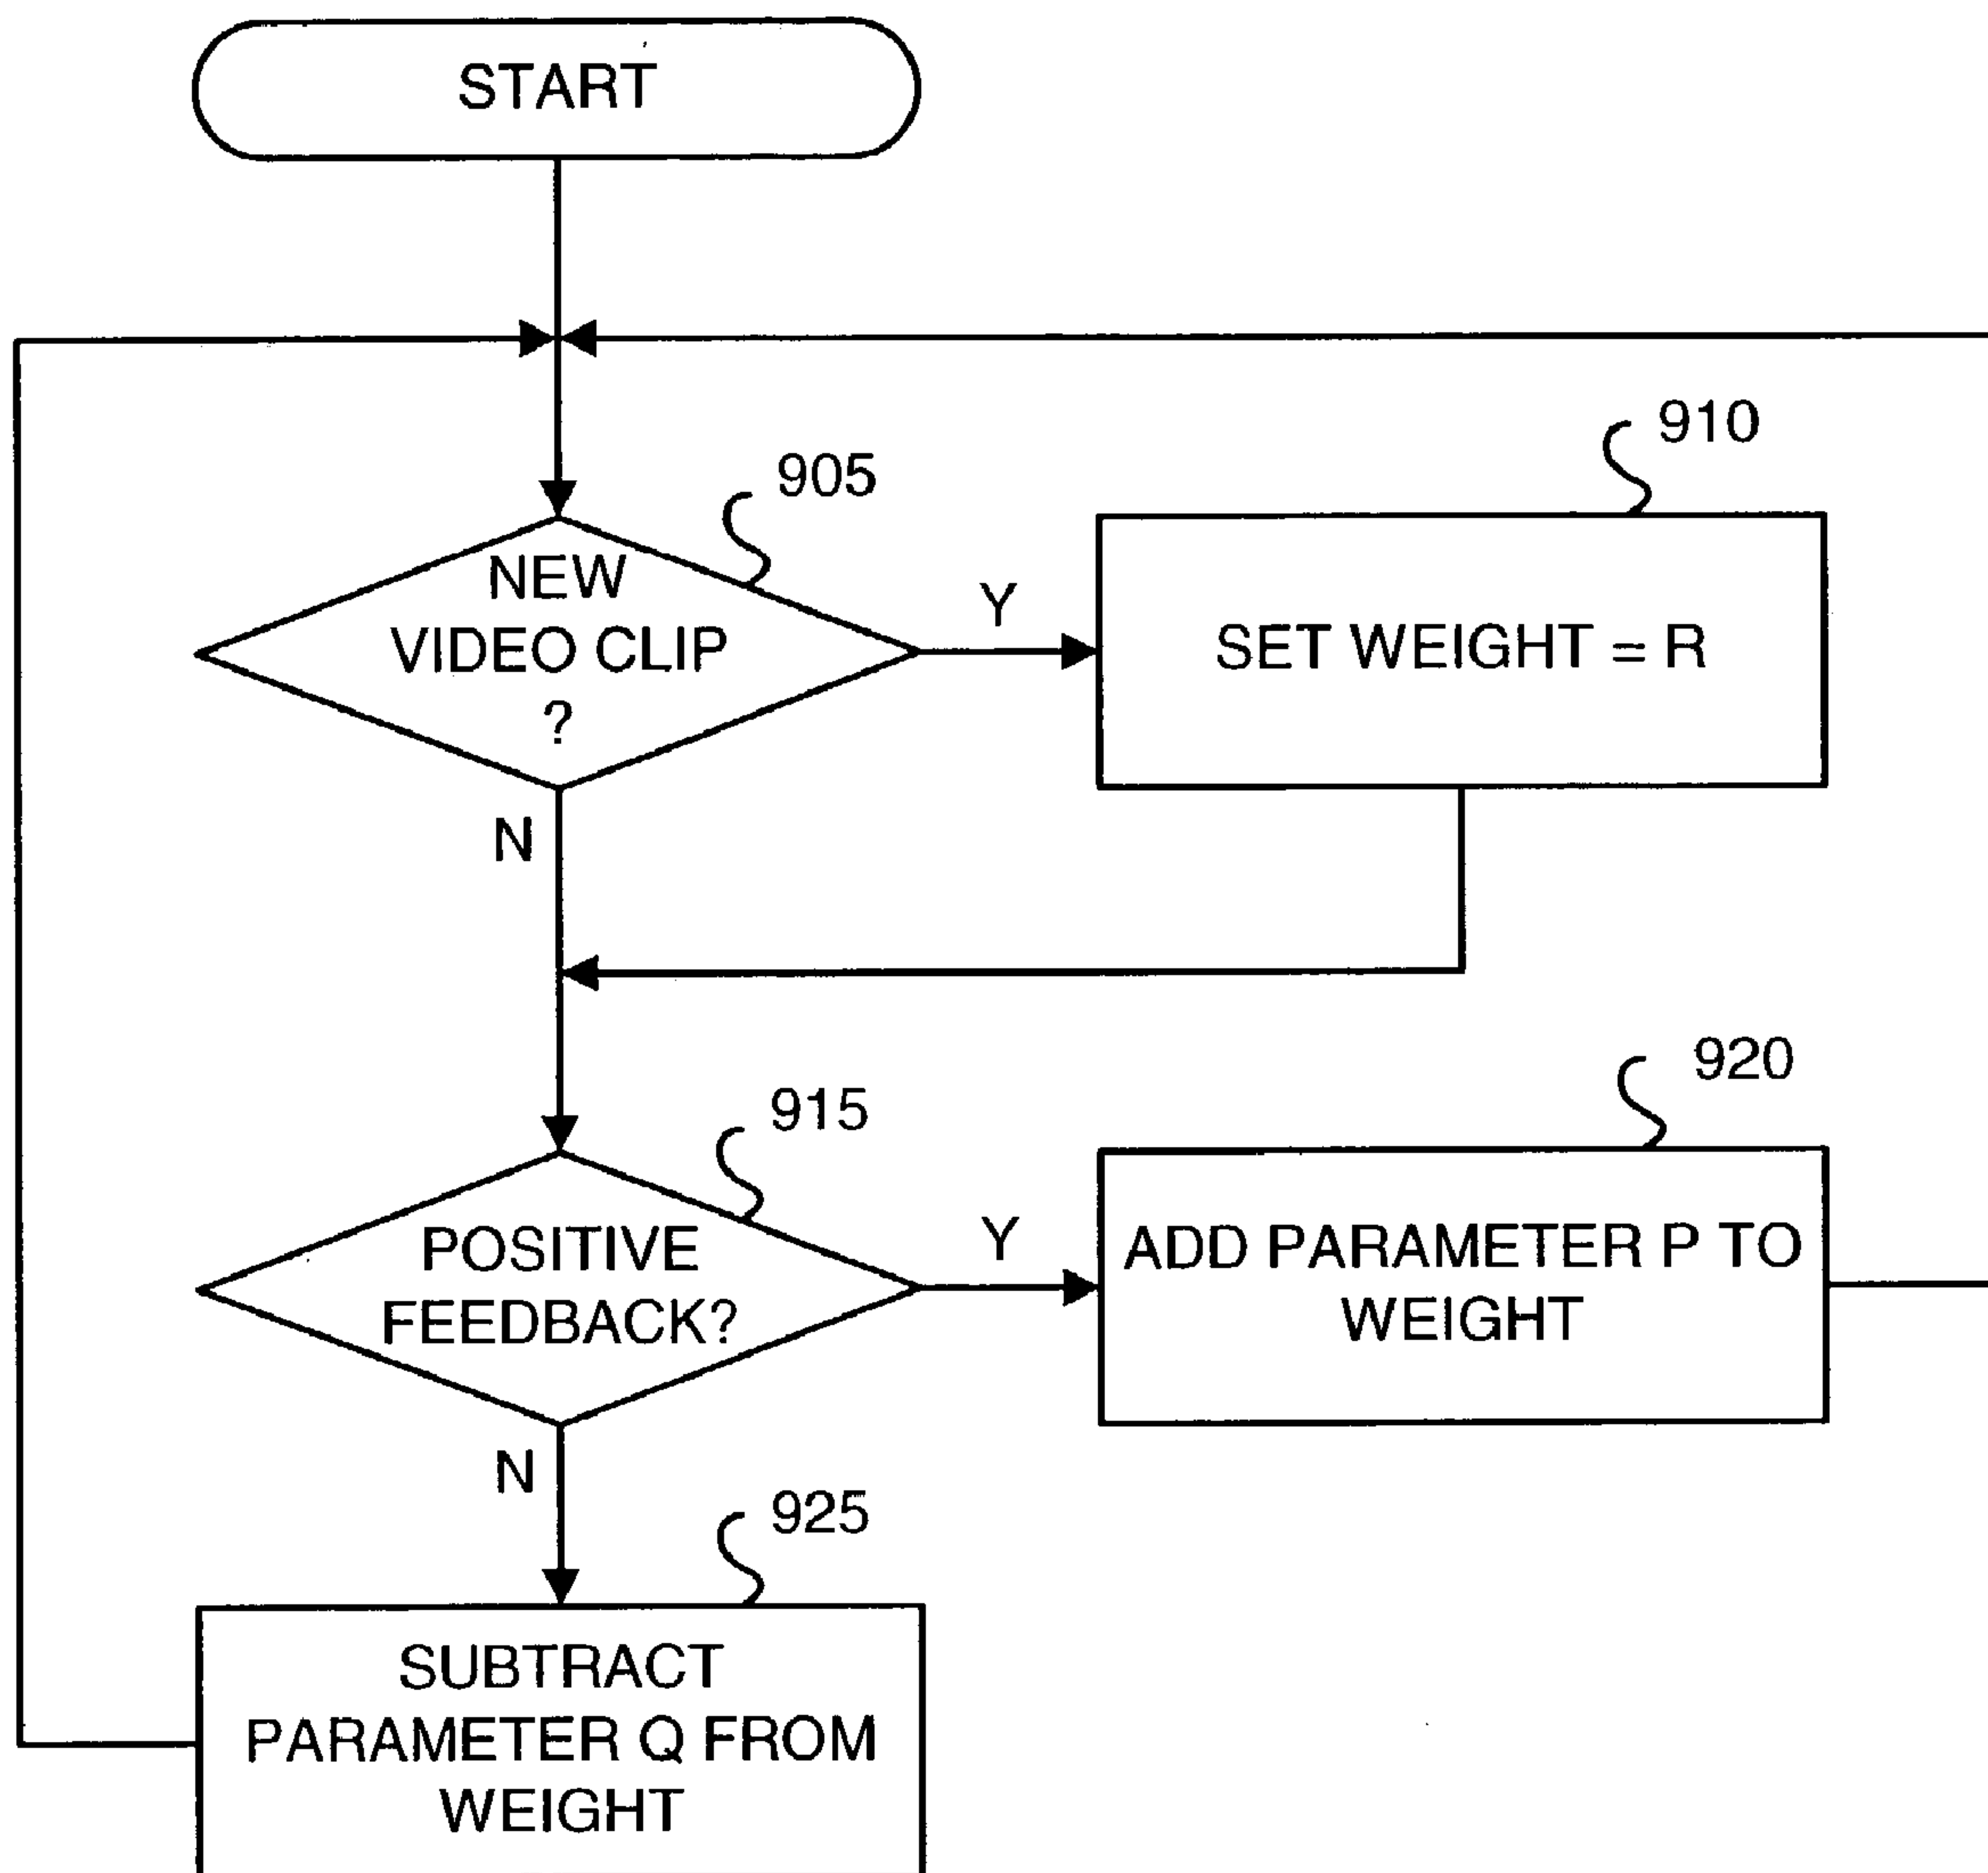 START
905
910
NEW
VIDEO CLIP
?
Y
SET WEIGHT = R
N
915
920
POSITIVE
FEEDBACK?
Y
ADD PARAMETER P TO
WEIGHT
N
925
SUBTRACT
PARAMETER Q FROM
WEIGHT